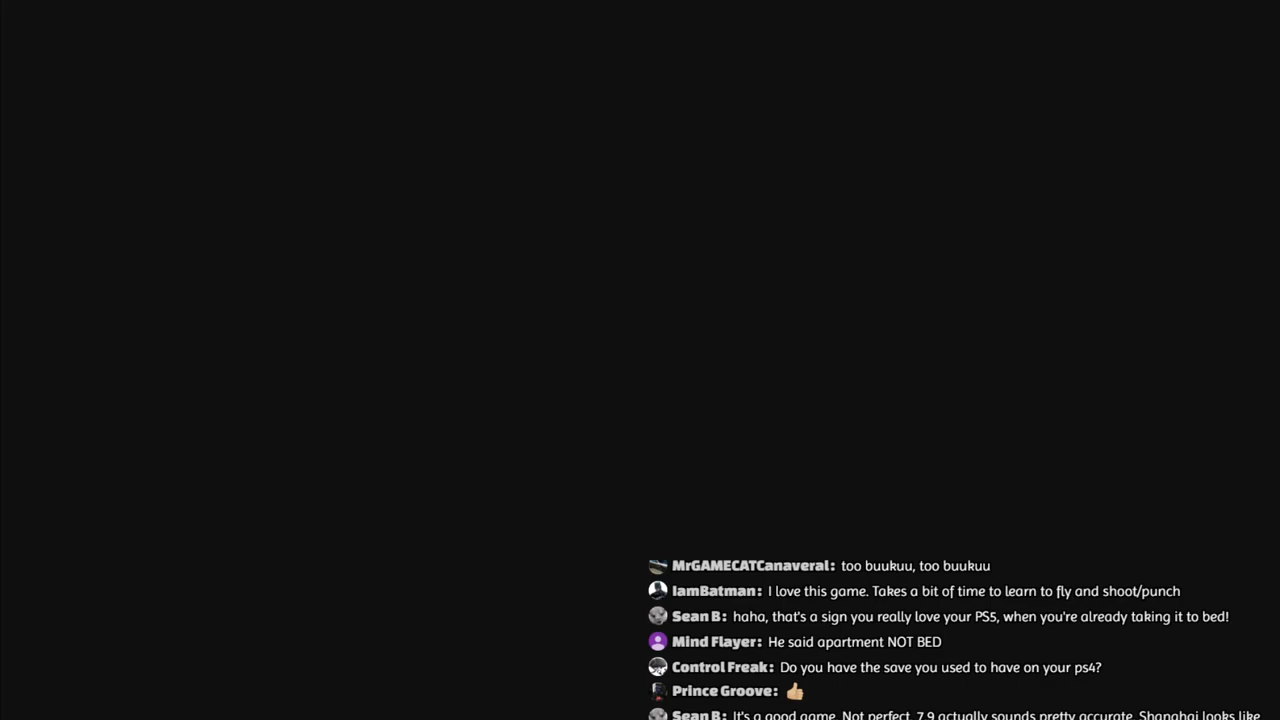 MrGAMECATCanaveral: too buukuu, too buukuu
IamBatman: I love this game. Takes a bit of time to learn to fly and shoot/punch
Sean B: haha, that's a sign you really love your PS5, when you're already taking it to bed!
Mind Flayer: He said apartment NOT BED
Control Freak: Do you have the save you used to have on your ps4?
Prince Groove: 👍🏼
Sean B: It's a good game. Not perfect. 7.9 actually sounds pretty accurate. Shanghai looks like